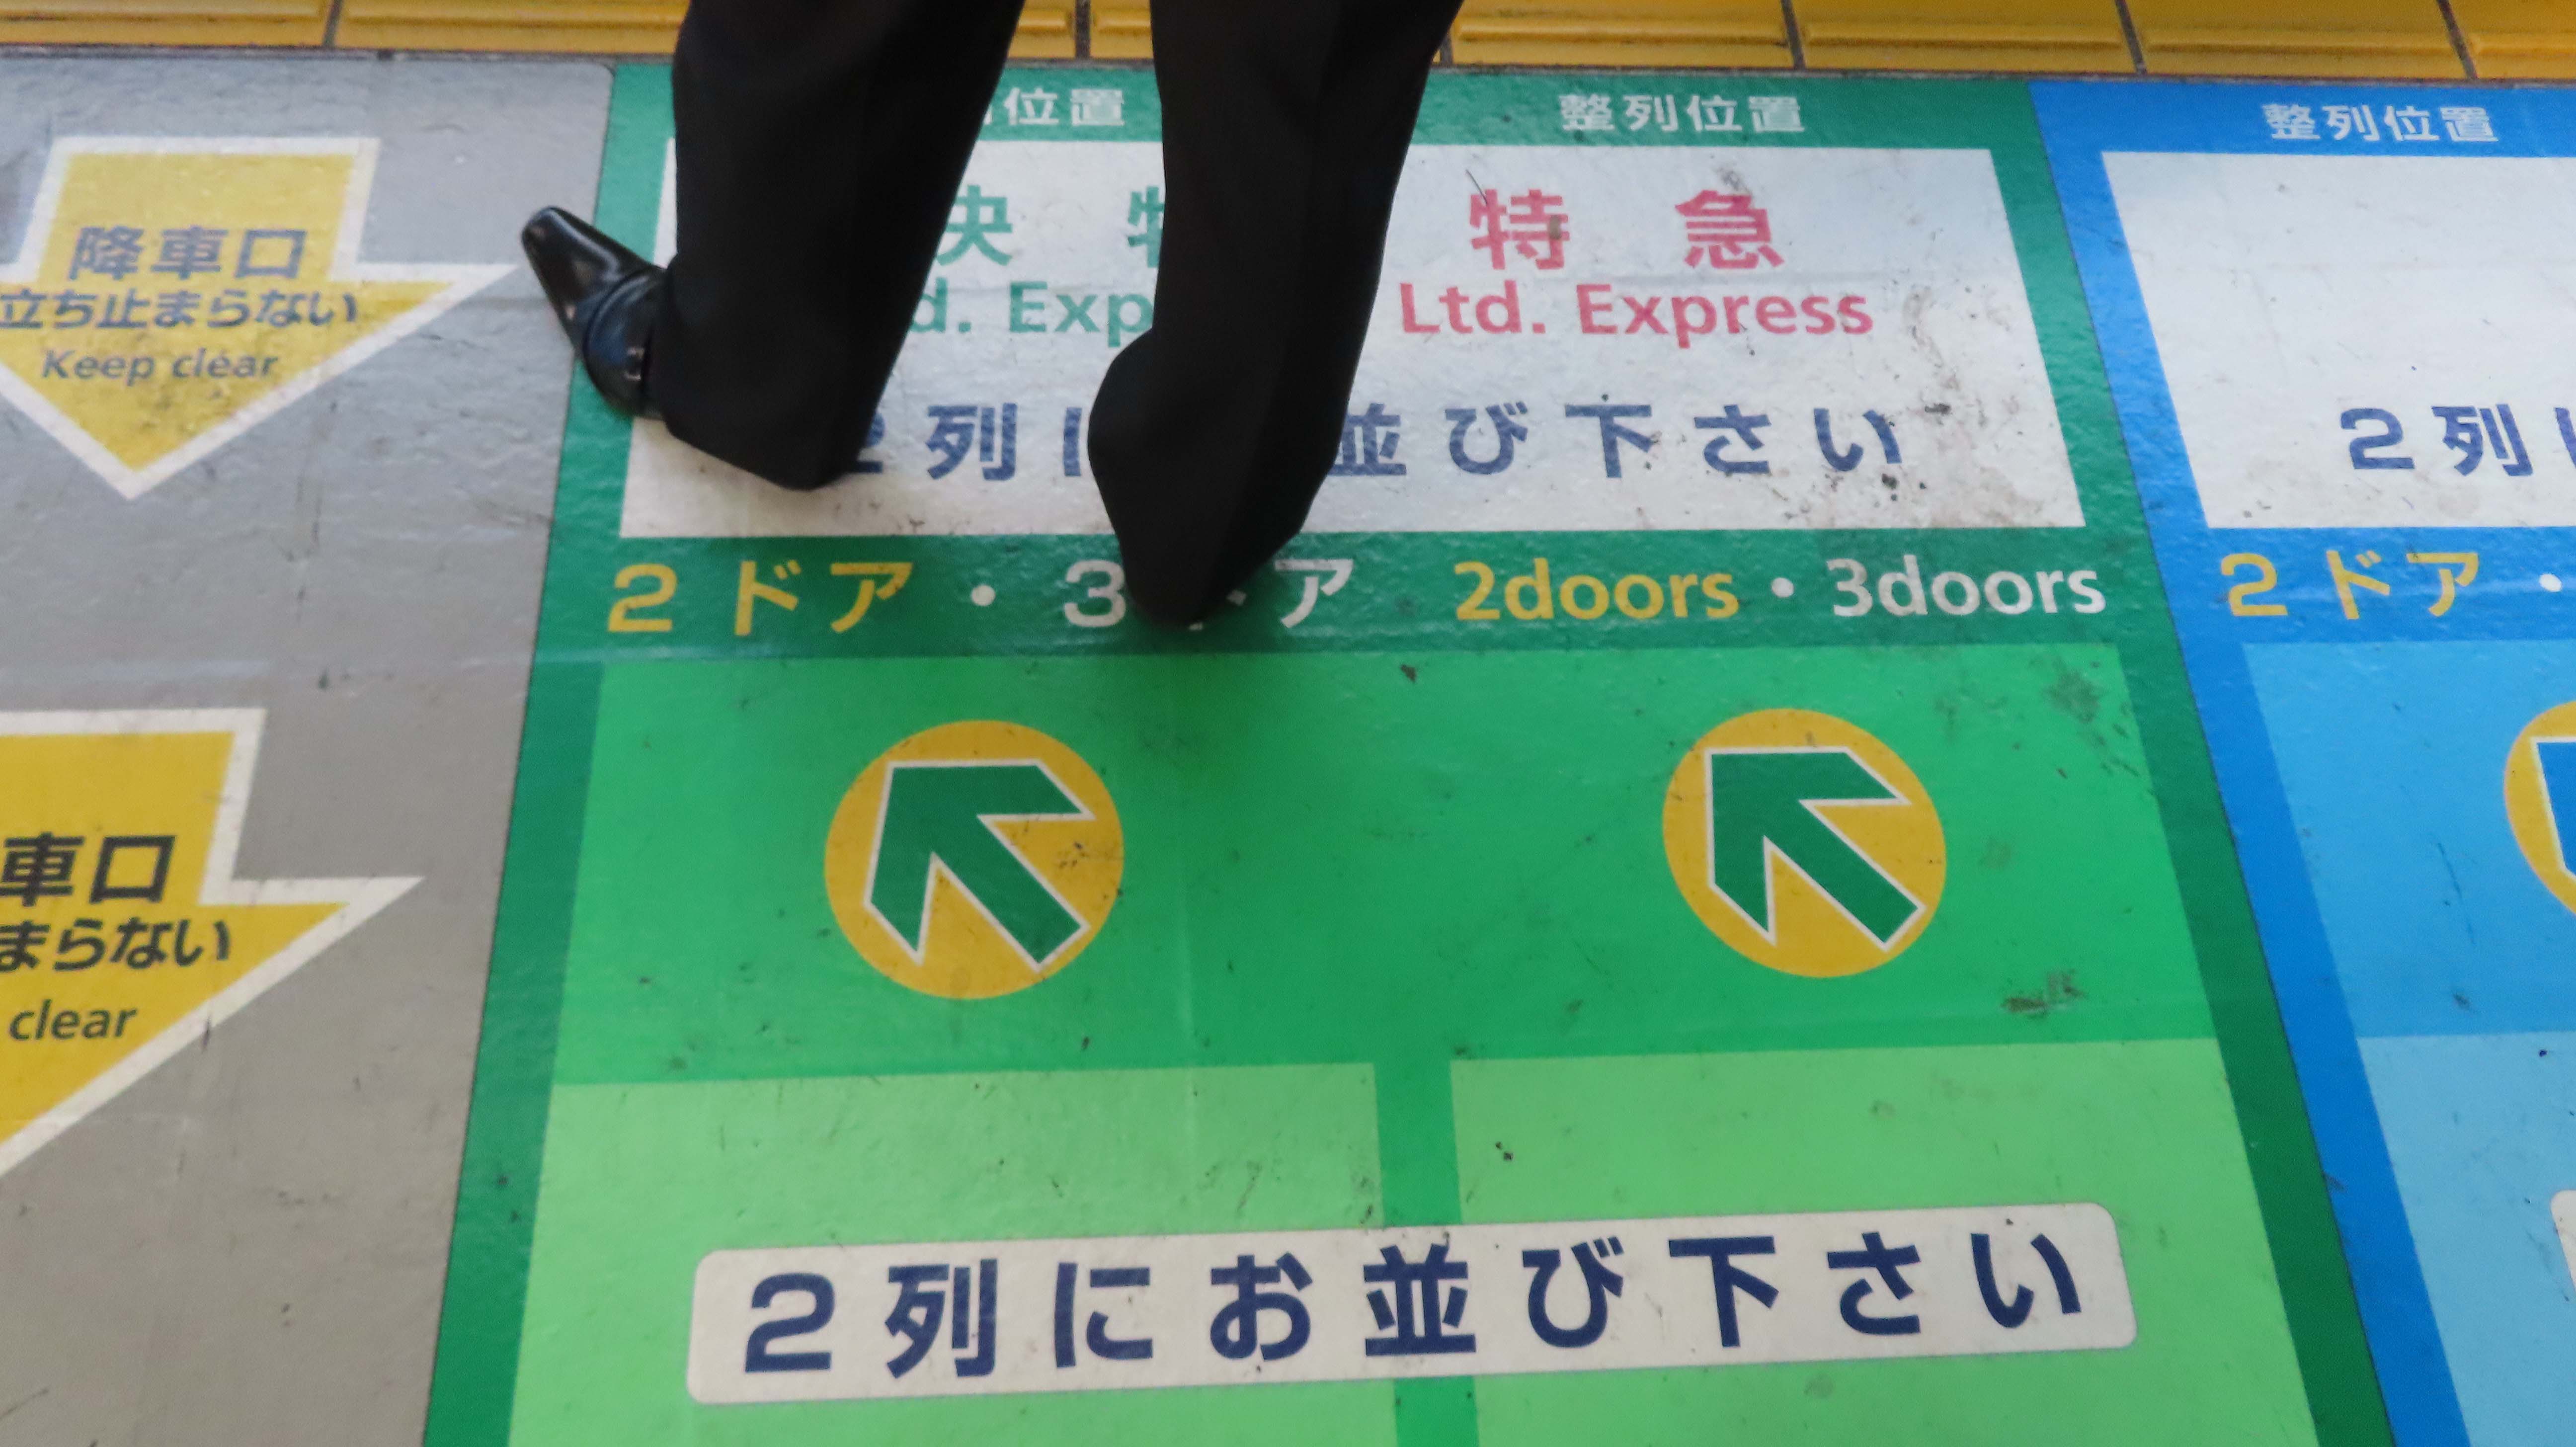 降車口
立ち止まらない
Keep clear
車口
まらない
clear
位置
d. Exp
整列位置
特急
Ltd. Express
2列に並び下さい
2ドア・3ア 2doors・3doors
2列にお並び下さい
整列位置
2列
2ドア・